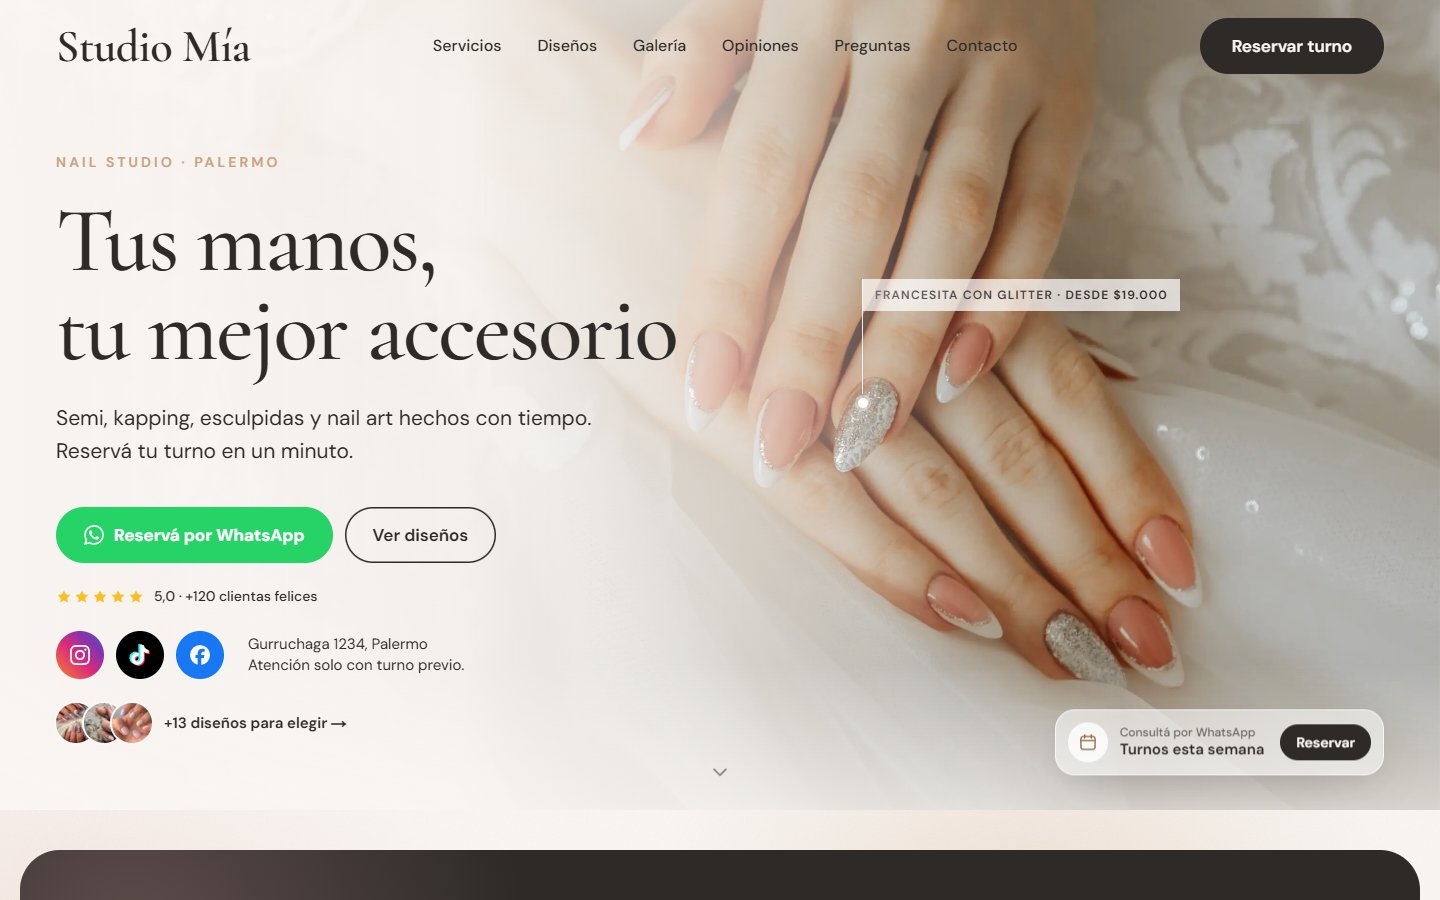 Studio Mía
Servicios
Diseños
Galería
Opiniones
Preguntas
Contacto
Reservar turno
NAIL STUDIO · PALERMO
Tus manos,
tu mejor accesorio
FRANCESITA CON GLITTER · DESDE $19.000
Semi, kapping, esculpidas y nail art hechos con tiempo.
Reservá tu turno en un minuto.
Reservá por WhatsApp
Ver diseños
5,0 · +120 clientas felices
Gurruchaga 1234, Palermo
Atención solo con turno previo.
+13 diseños para elegir →
Consultá por WhatsApp
Turnos esta semana
Reservar